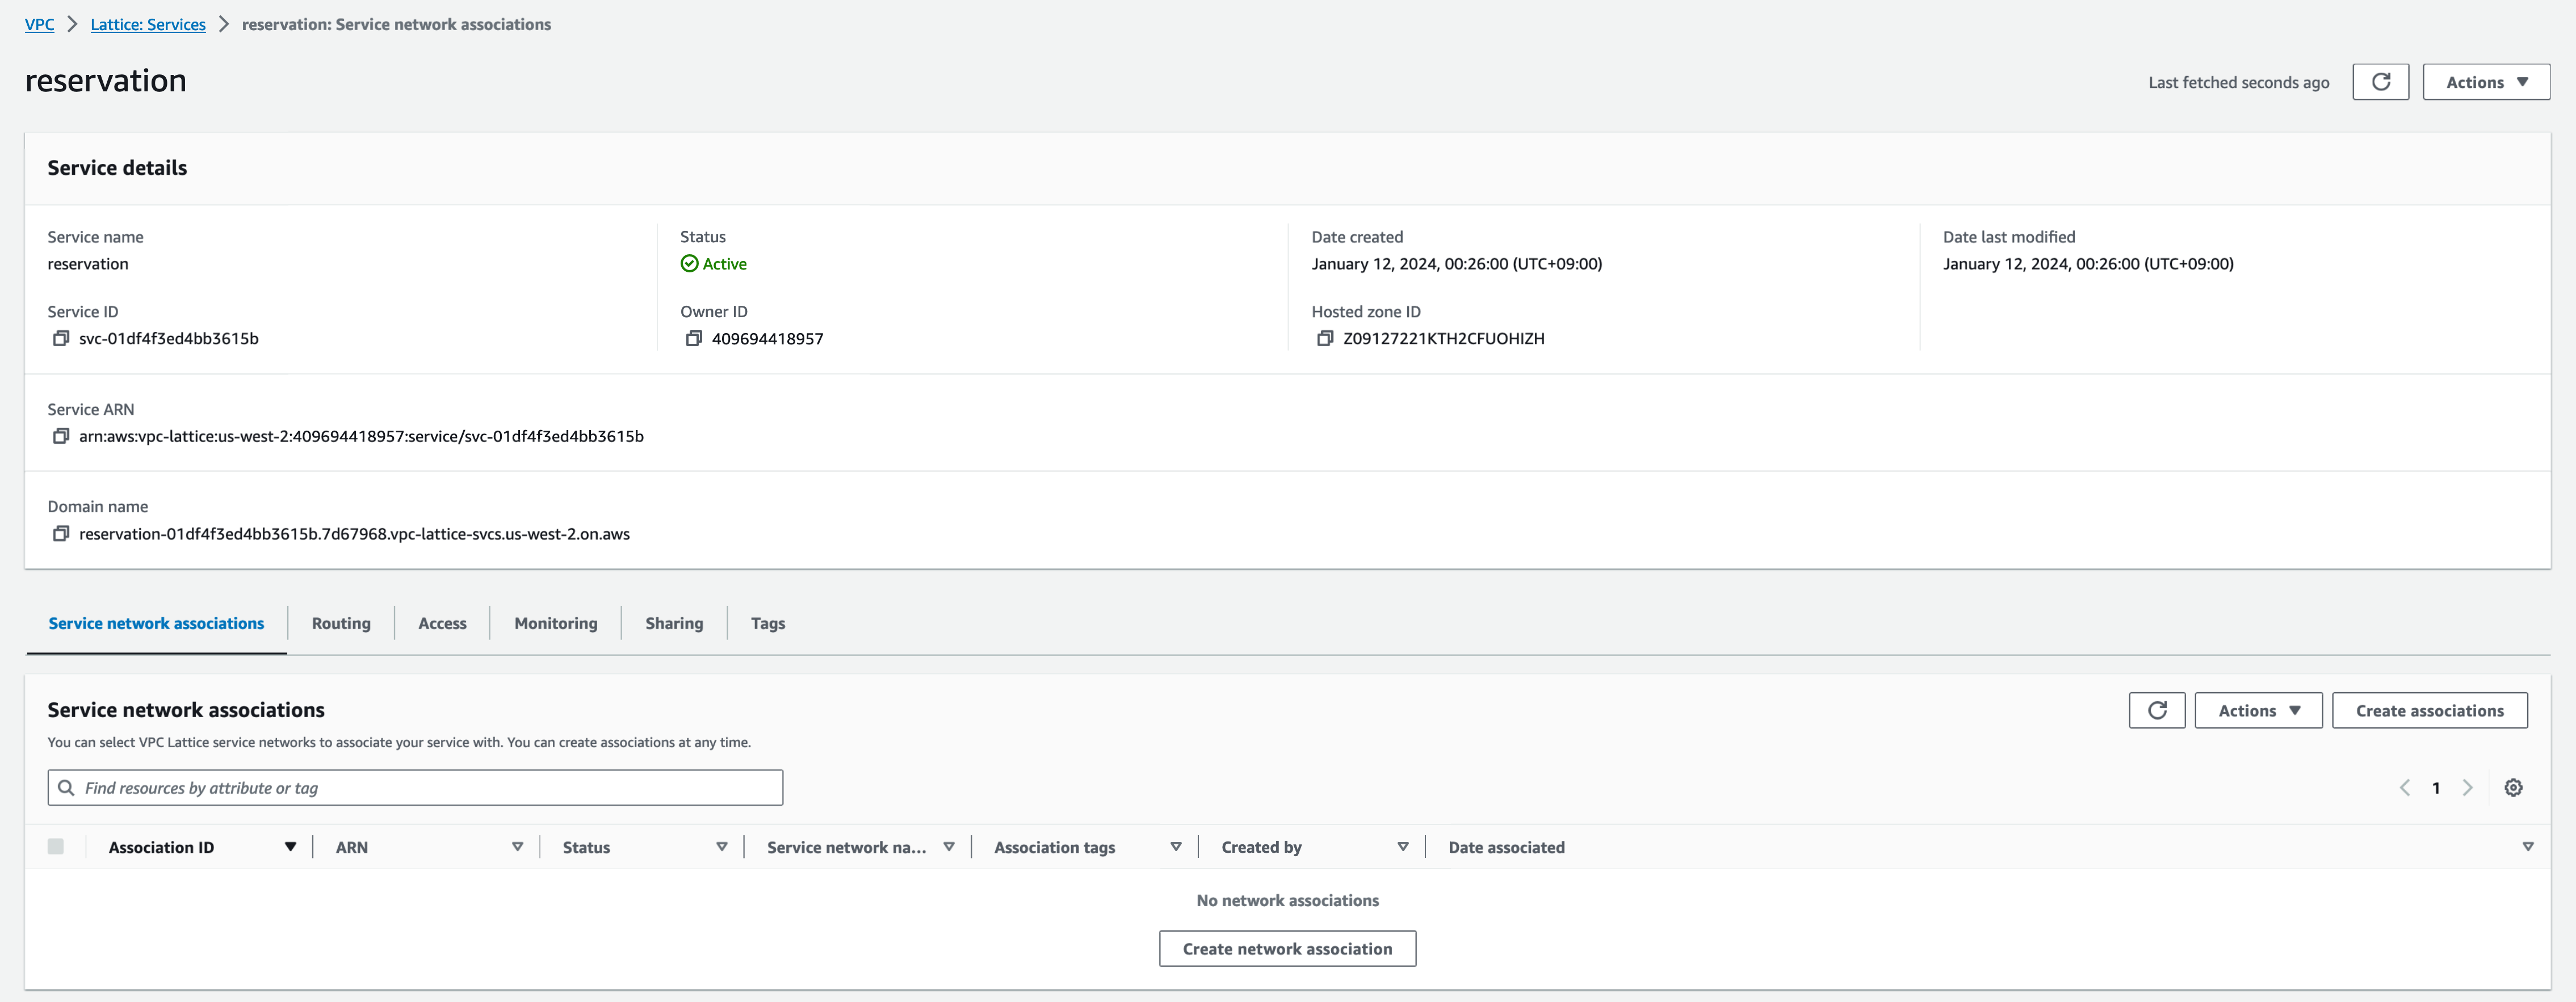 VPC > Lattice: Services > reservation: Service network associations
reservation
Last fetched seconds ago
Actions
Service details
Service name
reservation
Status
Active
Date created
January 12, 2024, 00:26:00 (UTC+09:00)
Date last modified
January 12, 2024, 00:26:00 (UTC+09:00)
Service ID
svc-01df4f3ed4bb3615b
Owner ID
409694418957
Hosted zone ID
Z09127221KTH2CFUOHIZH
Service ARN
arn:aws:vpc-lattice:us-west-2:409694418957:service/svc-01df4f3ed4bb3615b
Domain name
reservation-01df4f3ed4bb3615b.7d67968.vpc-lattice-svcs.us-west-2.on.aws
Service network associations
Routing
Access
Monitoring
Sharing
Tags
Service network associations
Actions
Create associations
You can select VPC Lattice service networks to associate your service with. You can create associations at any time.
Find resources by attribute or tag
1
Association ID
ARN
Status
Service network na...
Association tags
Created by
Date associated
No network associations
Create network association